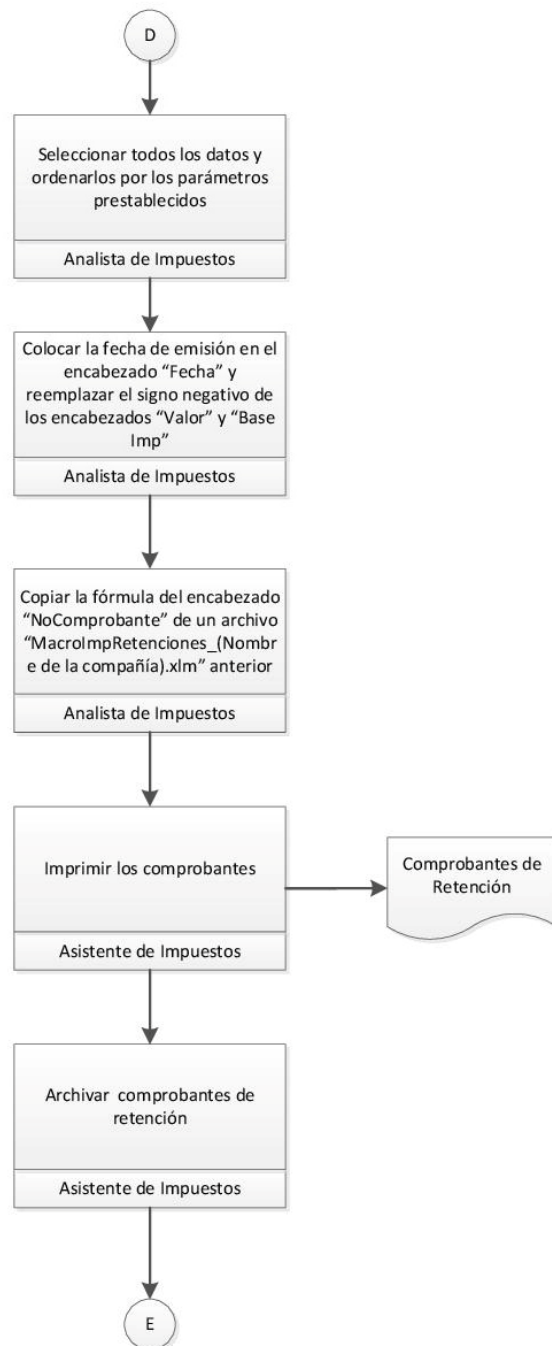 D
Seleccionar todos los datos y
ordenarlos por los parámetros
prestablecidos
Analista de Impuestos
Colocar la fecha de emisión en el
encabezado “Fecha” y
reemplazar el signo negativo de
los encabezados “Valor” y “Base
Imp”
Analista de Impuestos
Copiar la fórmula del encabezado
“NoComprobante” de un archivo
“MacroImpRetenciones_(Nombr
e de la compañía).xlm” anterior
Analista de Impuestos
Imprimir los comprobantes
Asistente de Impuestos
Comprobantes de
Retención
Archivar comprobantes de
retención
Asistente de Impuestos
E